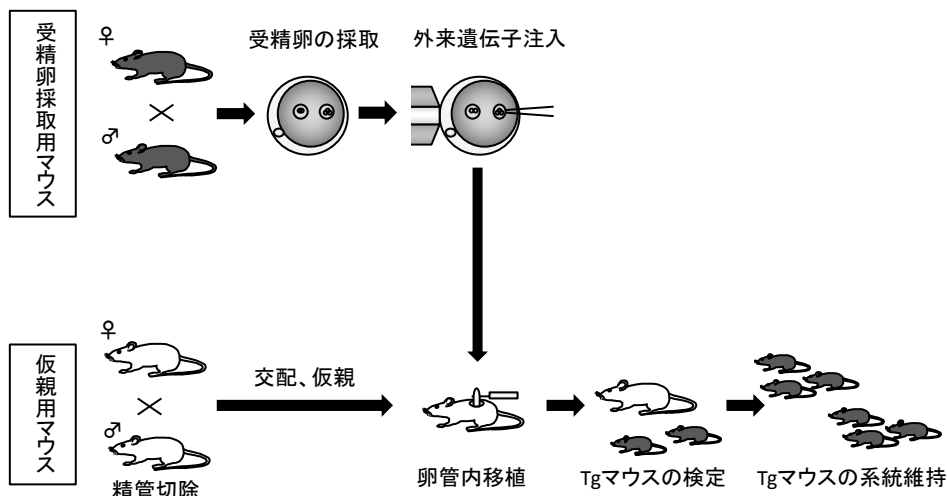 受精卵採取用マウス
♀
♂
受精卵の採取
外来遺伝子注入
仮親用マウス
♀
♂
精管切除
交配、仮親
卵管内移植
Tgマウスの検定
Tgマウスの系統維持